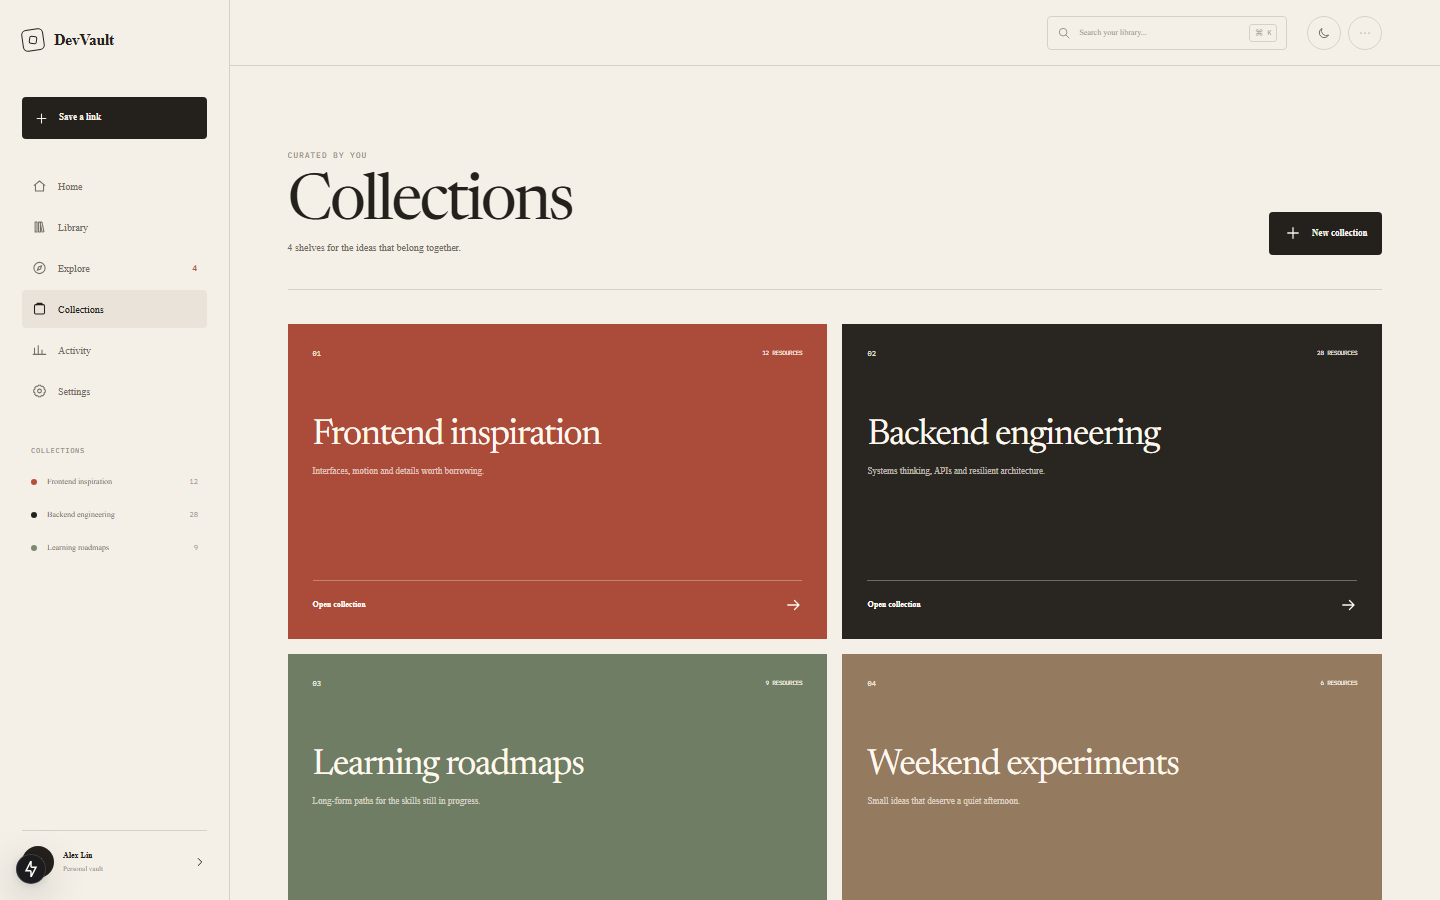 DevVault
Search your library...
⌘ K
Save a link
Home
Library
Explore 4
Collections
Activity
Settings
COLLECTIONS
Frontend inspiration 12
Backend engineering 28
Learning roadmaps 9
Alex Lin
Personal vault
CURATED BY YOU
Collections
4 shelves for the ideas that belong together.
New collection
01 12 RESOURCES
Frontend inspiration
Interfaces, motion and details worth borrowing.
Open collection
02 28 RESOURCES
Backend engineering
Systems thinking, APIs and resilient architecture.
Open collection
03 9 RESOURCES
Learning roadmaps
Long-form paths for the skills still in progress.
04 6 RESOURCES
Weekend experiments
Small ideas that deserve a quiet afternoon.